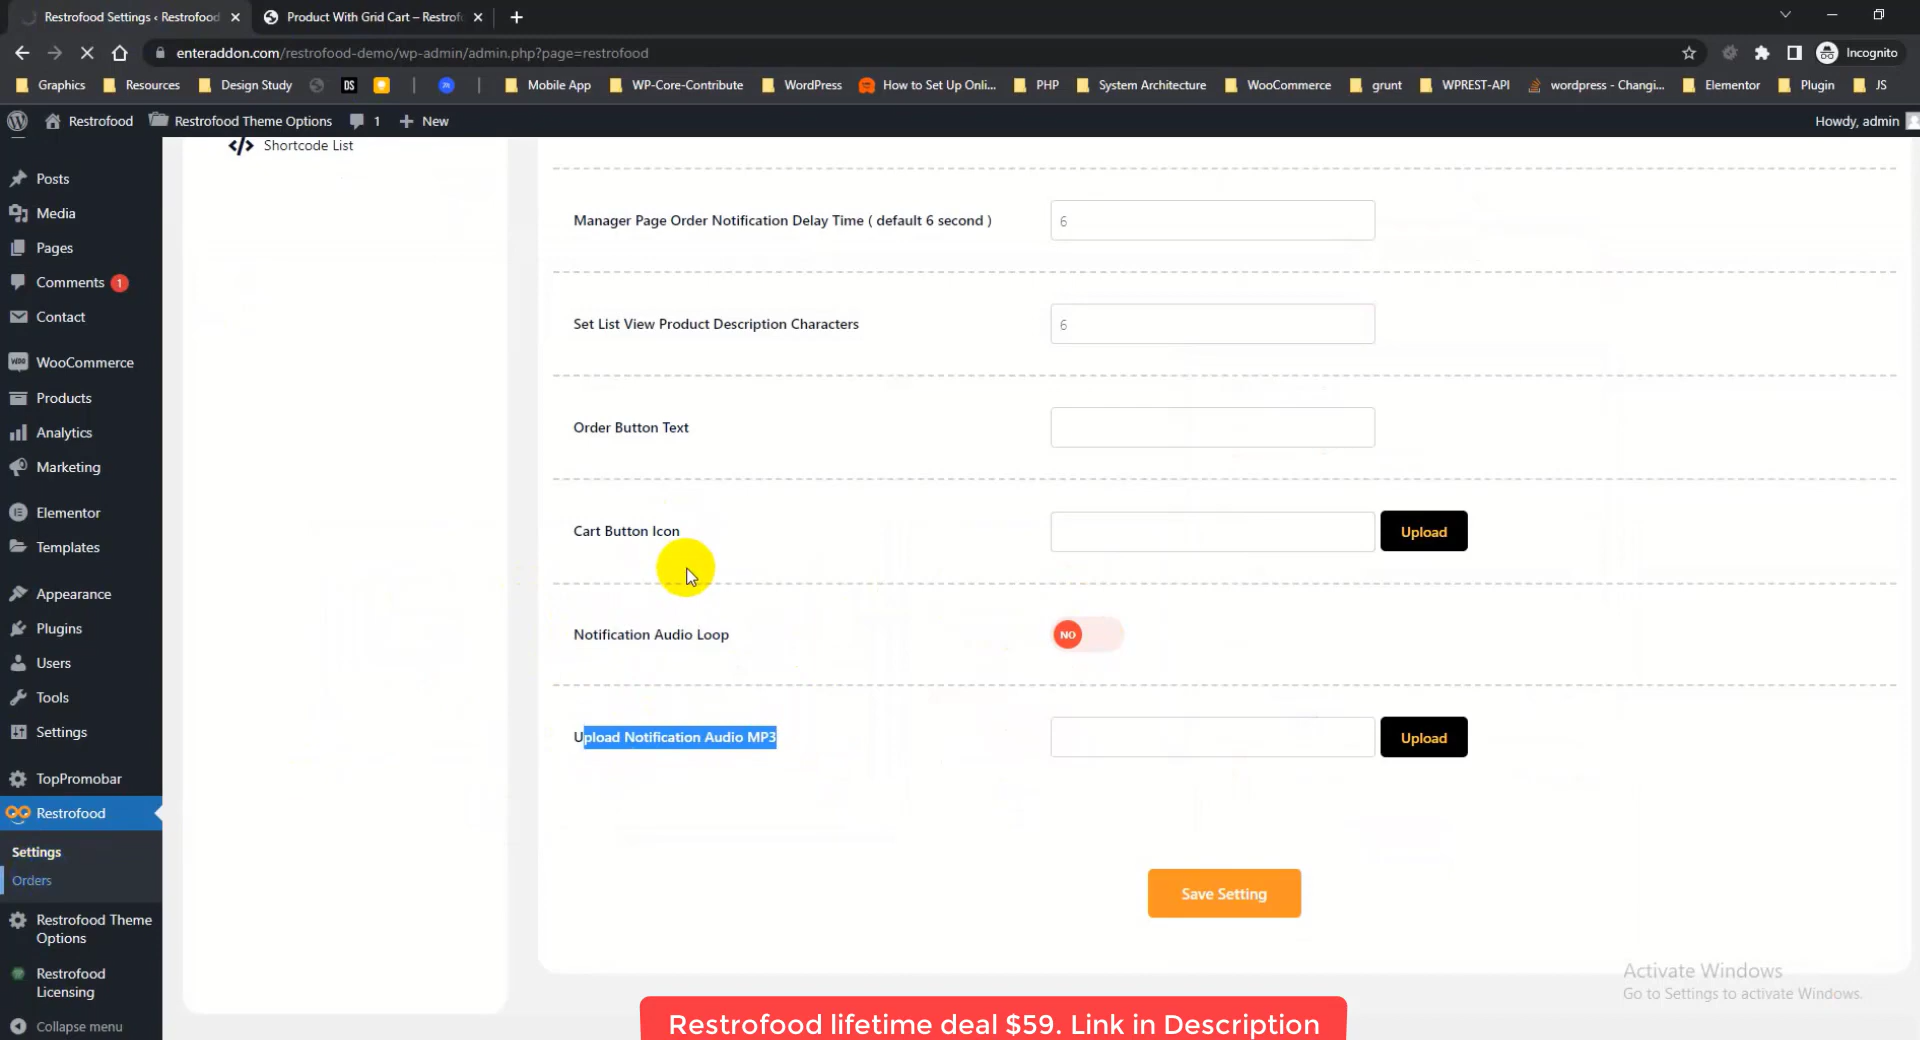 Restrofood Settings ‹ Restrofood
Product With Grid Cart – Restrof
enteraddon.com/restrofood-demo/wp-admin/admin.php?page=restrofood
Incognito
Graphics
Resources
Design Study
DS
Mobile App
WP-Core-Contribute
WordPress
How to Set Up Onli...
PHP
System Architecture
WooCommerce
grunt
WPREST-API
wordpress - Changi...
Elementor
Plugin
JS
Restrofood
Restrofood Theme Options
1
New
Howdy, admin
Posts
Media
Pages
Comments 1
Contact
WooCommerce
Products
Analytics
Marketing
Elementor
Templates
Appearance
Plugins
Users
Tools
Settings
TopPromobar
Restrofood
Settings
Orders
Restrofood Theme
Options
Restrofood
Licensing
Collapse menu
</> Shortcode List
Manager Page Order Notification Delay Time ( default 6 second )
6
Set List View Product Description Characters
6
Order Button Text
Cart Button Icon
Upload
Notification Audio Loop
NO
Upload Notification Audio MP3
Upload
Save Setting
Activate Windows
Go to Settings to activate Windows.
Restrofood lifetime deal $59. Link in Description